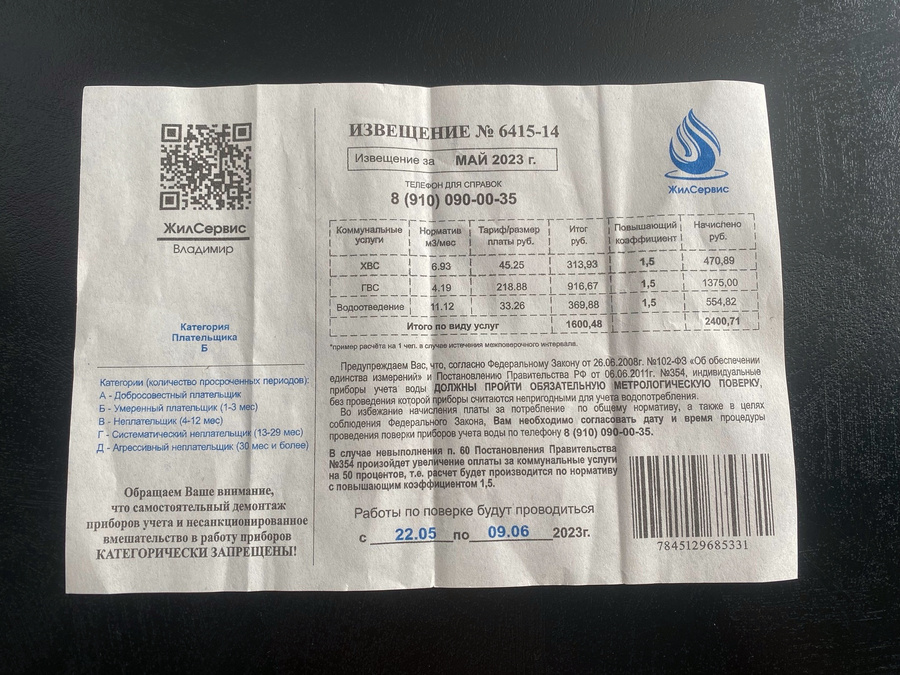 ЖилСервис
Владимир
Категория
Плательщика
Б
Категории (количество просроченных периодов):
А - Добросовестный плательщик
Б - Умеренный плательщик (1-3 мес)
В - Неплательщик (4-12 мес)
Г - Систематический неплательщик (13-29 мес)
Д - Агрессивный неплательщик (30 мес и более)
Обращаем Ваше внимание,
что самостоятельный демонтаж
приборов учета и несанкционированное
вмешательство в работу приборов
КАТЕГОРИЧЕСКИ ЗАПРЕЩЕНЫ!
ИЗВЕЩЕНИЕ № 6415-14
Извещение за МАЙ 2023 г.
ТЕЛЕФОН ДЛЯ СПРАВОК
8 (910) 090-00-35
ЖилСервис
Коммунальные услуги Норматив м3/мес Тариф/размер платы руб. Итог руб. Повышающий коэффициент Начислено руб.
ХВС 6.93 45.25 313,93 1,5 470,89
ГВС 4.19 218.88 916,67 1,5 1375,00
Водоотведение 11.12 33.26 369,88 1,5 554,82
Итого по виду услуг 1600,48 2400,71
*пример расчёта на 1 чел. в случае истечения межповерочного интервала.
Предупреждаем Вас, что, согласно Федеральному Закону от 26.06.2008г. №102-ФЗ «Об обеспечении
единства измерений» и Постановлению Правительства РФ от 06.06.2011г. №354, индивидуальные
приборы учета воды ДОЛЖНЫ ПРОЙТИ ОБЯЗАТЕЛЬНУЮ МЕТРОЛОГИЧЕСКУЮ ПОВЕРКУ,
без проведения которой приборы считаются непригодными для учета водопотребления.
Во избежание начисления платы за потребление по общему нормативу, а также в целях
соблюдения Федерального Закона, Вам необходимо согласовать дату и время процедуры
проведения поверки приборов учета воды по телефону 8 (910) 090-00-35.
В случае невыполнения п. 60 Постановления Правительства
№354 произойдет увеличение оплаты за коммунальные услуги
на 50 процентов, т.е. расчет будет производится по нормативу
с повышающим коэффициентом 1,5.
Работы по поверке будут проводиться
с 22.05 по 09.06 2023г.
7845129685331